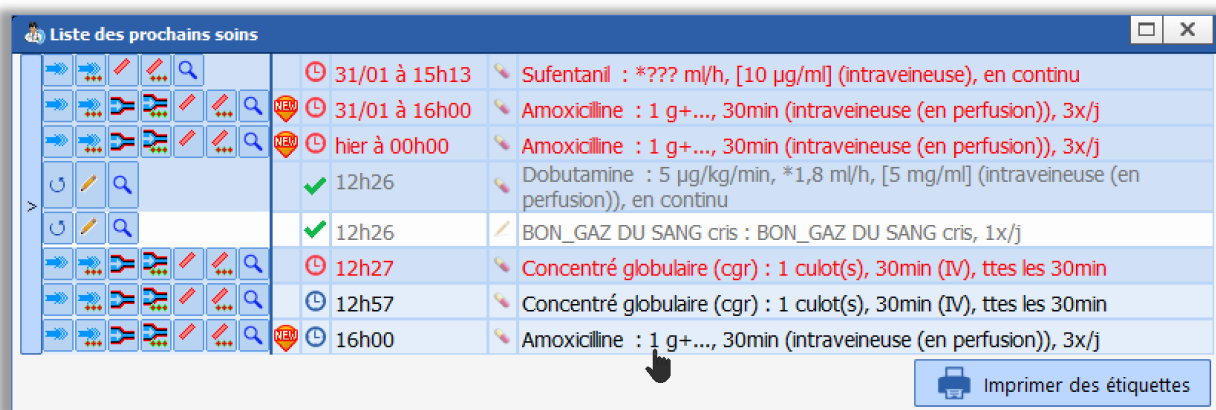 Liste des prochains soins
31/01 à 15h13 Sufentanil : *??? ml/h, [10 µg/ml] (intraveineuse), en continu
NEW 31/01 à 16h00 Amoxicilline : 1 g+..., 30min (intraveineuse (en perfusion)), 3x/j
NEW hier à 00h00 Amoxicilline : 1 g+..., 30min (intraveineuse (en perfusion)), 3x/j
12h26 Dobutamine : 5 µg/kg/min, *1,8 ml/h, [5 mg/ml] (intraveineuse (en
perfusion)), en continu
>
12h26 BON_GAZ DU SANG cris : BON_GAZ DU SANG cris, 1x/j
12h27 Concentré globulaire (cgr) : 1 culot(s), 30min (IV), ttes les 30min
12h57 Concentré globulaire (cgr) : 1 culot(s), 30min (IV), ttes les 30min
NEW 16h00 Amoxicilline : 1 g+..., 30min (intraveineuse (en perfusion)), 3x/j
Imprimer des étiquettes